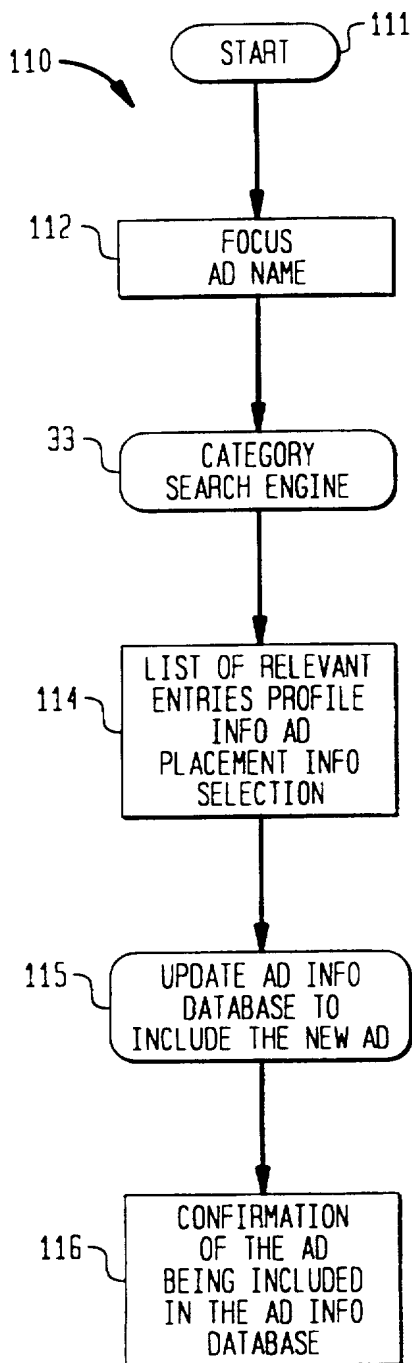 111
START
110
112
FOCUS
AD NAME
33
CATEGORY
SEARCH ENGINE
114
LIST OF RELEVANT
ENTRIES PROFILE
INFO AD
PLACEMENT INFO
SELECTION
115
UPDATE AD INFO
DATABASE TO
INCLUDE THE NEW AD
116
CONFIRMATION
OF THE AD
BEING INCLUDED
IN THE AD INFO
DATABASE